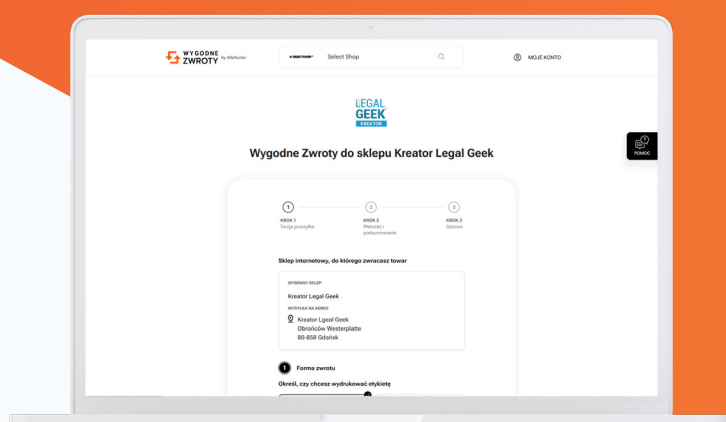 WYGODNE
ZWROTY by Allekurier
Select Shop
MOJE KONTO
LEGAL
GEEK
KREATOR
POMOC
Wygodne Zwroty do sklepu Kreator Legal Geek
1 2 3
KROK 1 KROK 2 KROK 3
Twoja przesyłka Płatność i podsumowanie Gotowe
Sklep internetowy, do którego zwracasz towar
WYBRANY SKLEP
Kreator Legal Geek
WYSYŁKA NA ADRES
Kreator Lgeal Geek
Obrońców Westerplatte
80-858 Gdańsk
1 Forma zwrotu
Określ, czy chcesz wydrukować etykietę